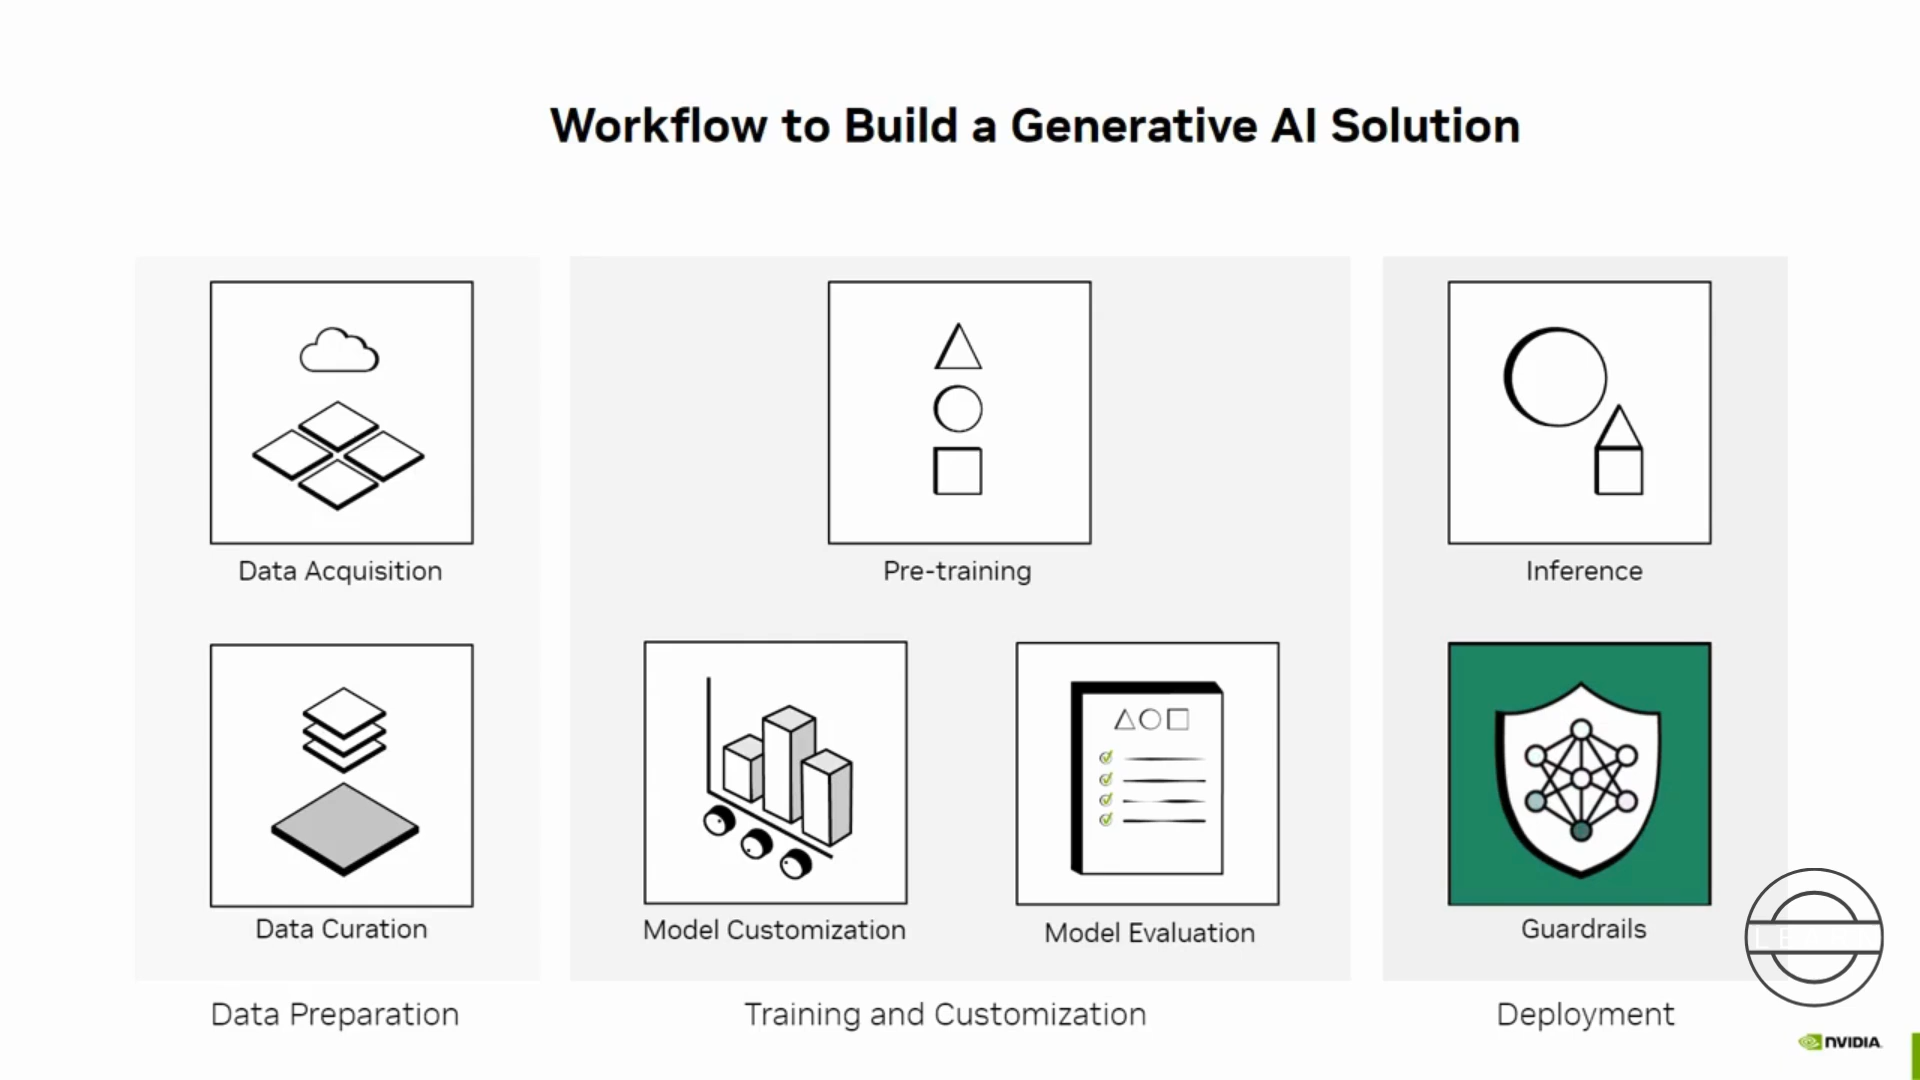 Workflow to Build a Generative AI Solution
Data Acquisition
Data Curation
Data Preparation
Pre-training
Model Customization
Model Evaluation
Training and Customization
Inference
Guardrails
Deployment
NVIDIA